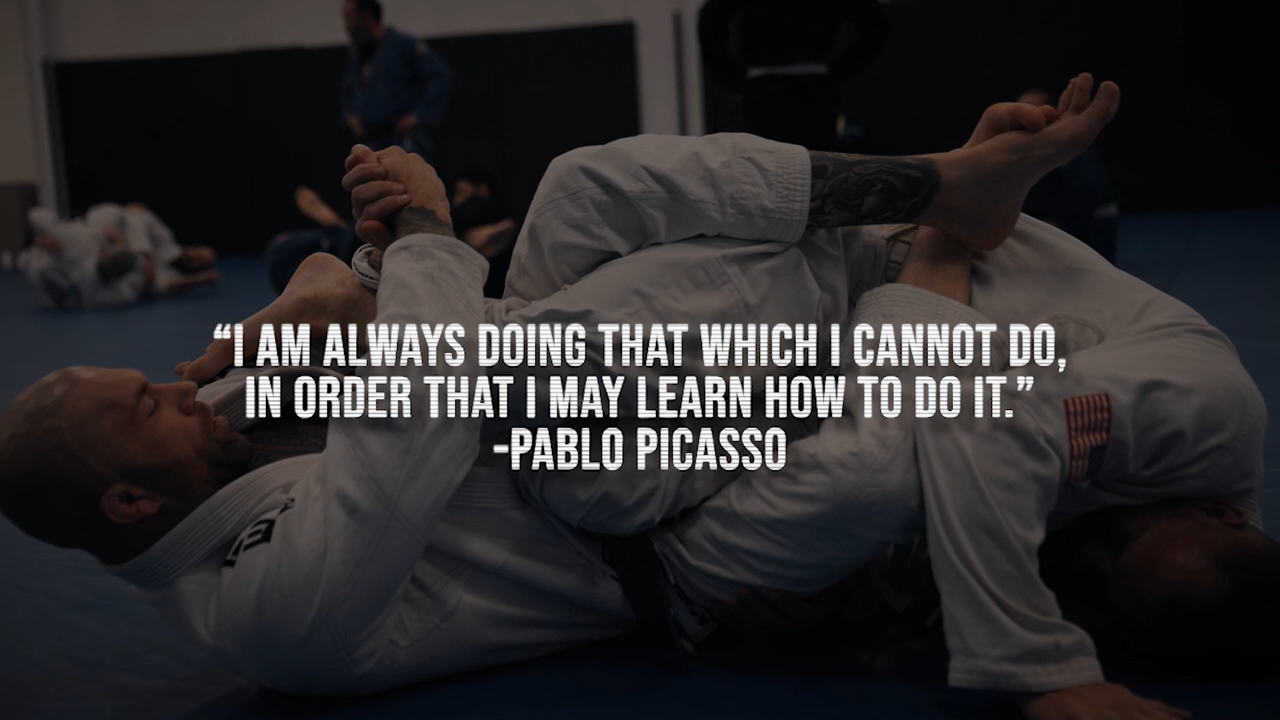 “I AM ALWAYS DOING THAT WHICH I CANNOT DO,
IN ORDER THAT I MAY LEARN HOW TO DO IT.”
-PABLO PICASSO